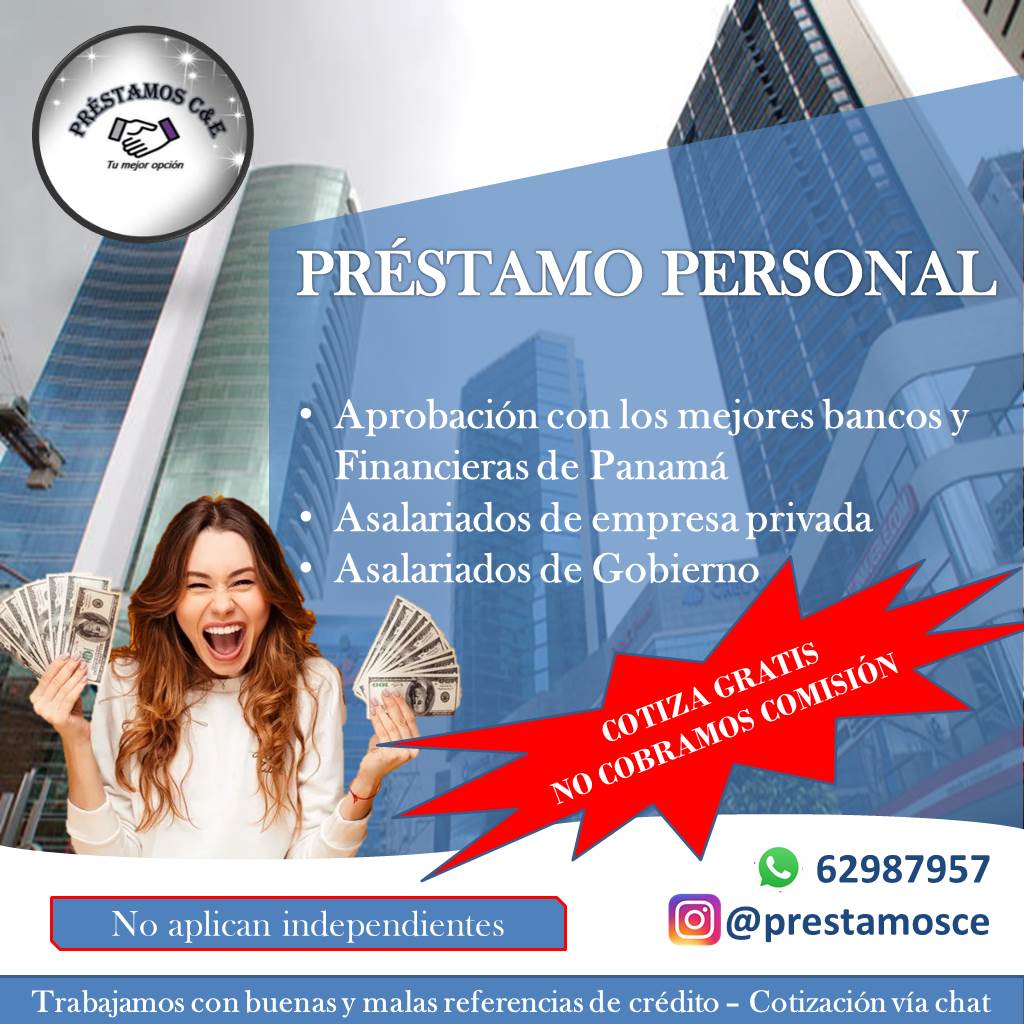 PRÉSTAMOS C&E
Tu mejor opción
PRÉSTAMO PERSONAL
• Aprobación con los mejores bancos y
Financieras de Panamá
• Asalariados de empresa privada
• Asalariados de Gobierno
COTIZA GRATIS
NO COBRAMOS COMISIÓN
62987957
@prestamosce
No aplican independientes
Trabajamos con buenas y malas referencias de crédito – Cotización vía chat